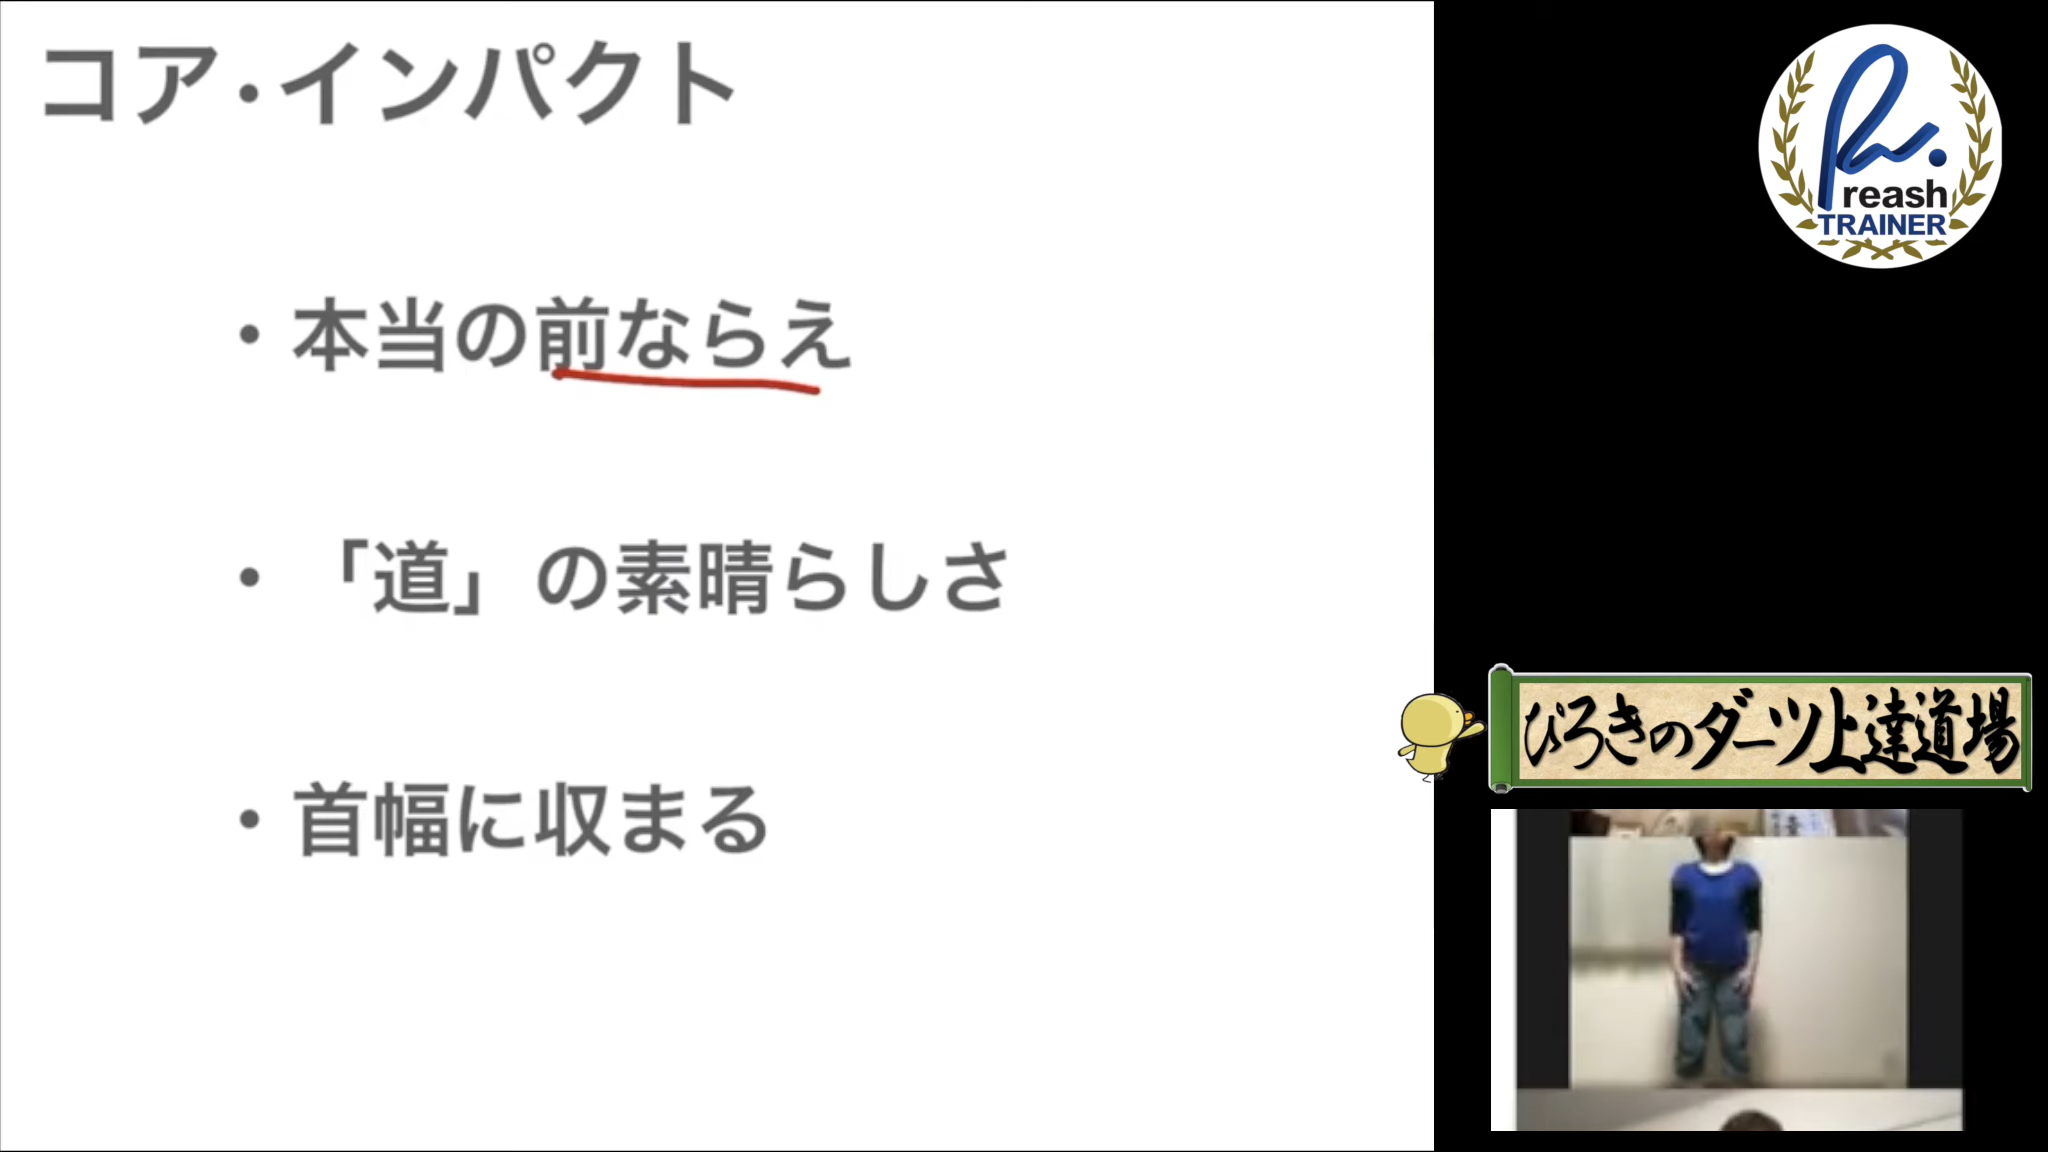 コア・インパクト
・本当の前ならえ
・「道」の素晴らしさ
・首幅に収まる
reash
TRAINER
ぴろきのダーツ上達道場